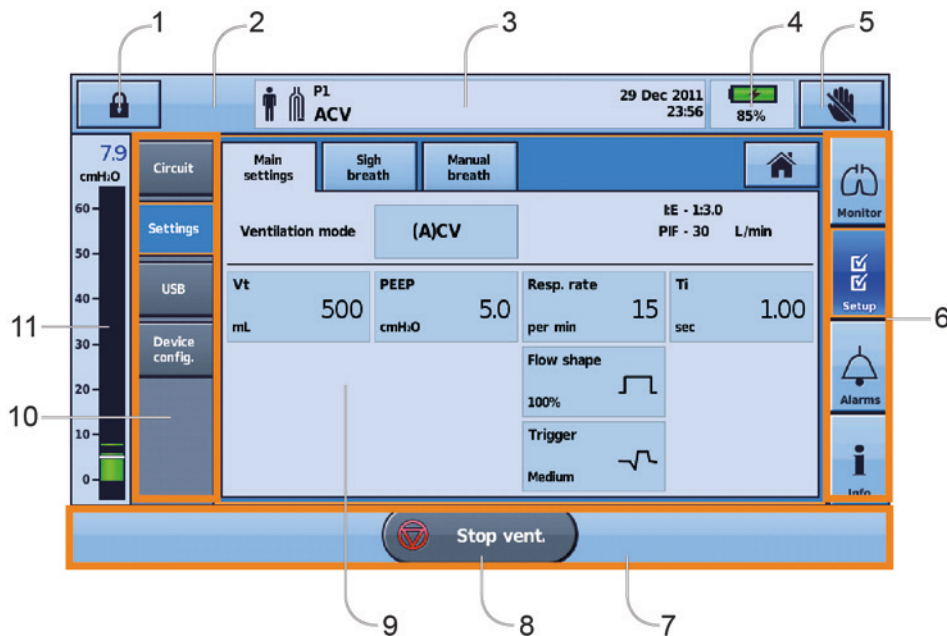 1
2
3
4
5
P1
ACV
29 Dec 2011
23:56
85%
7.9
cmH₂O
60
50
40
30
20
10
0
Circuit
Settings
USB
Device
config.
Main
settings
Sigh
breath
Manual
breath
Ventilation mode
(A)CV
I:E - 1:3.0
PIF - 30 L/min
Vt
500
mL
PEEP
5.0
cmH₂O
Resp. rate
15
per min
Ti
1.00
sec
Flow shape
100%
Trigger
Medium
Monitor
Setup
Alarms
Info
6
11
10
Stop vent.
9
8
7